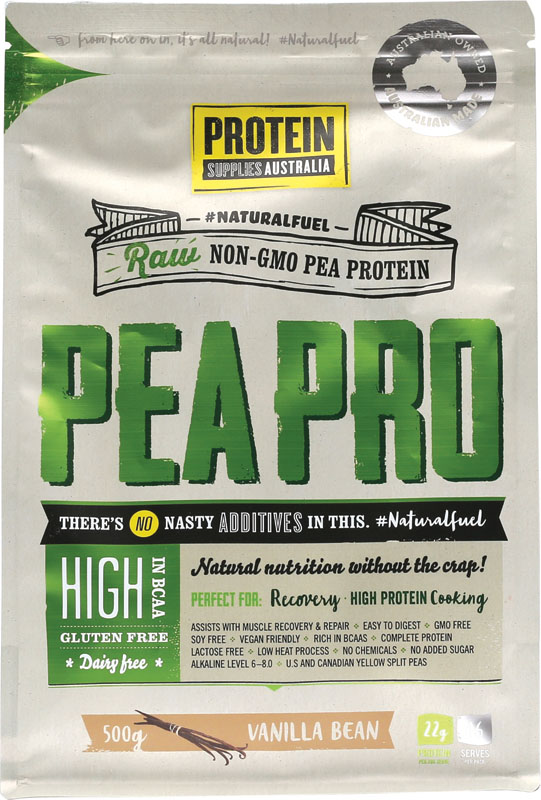 from here on in, it's all natural! #Naturalfuel
AUSTRALIAN OWNED
AUSTRALIAN MADE
PROTEIN
SUPPLIES AUSTRALIA
#NATURALFUEL
Raw NON-GMO PEA PROTEIN
PEA PRO
THERE'S NO NASTY ADDITIVES IN THIS. #Naturalfuel
HIGH IN BCAA
GLUTEN FREE
* Dairy free *
Natural nutrition without the crap!
PERFECT FOR: Recovery · HIGH PROTEIN Cooking
ASSISTS WITH MUSCLE RECOVERY & REPAIR ❖ EASY TO DIGEST ❖ GMO FREE
SOY FREE ❖ VEGAN FRIENDLY ❖ RICH IN BCAAS ❖ COMPLETE PROTEIN
LACTOSE FREE ❖ LOW HEAT PROCESS ❖ NO CHEMICALS ❖ NO ADDED SUGAR
ALKALINE LEVEL 6–8.0 ❖ U.S AND CANADIAN YELLOW SPLIT PEAS
500g VANILLA BEAN
22g
PROTEIN
SERVES
PER PACK